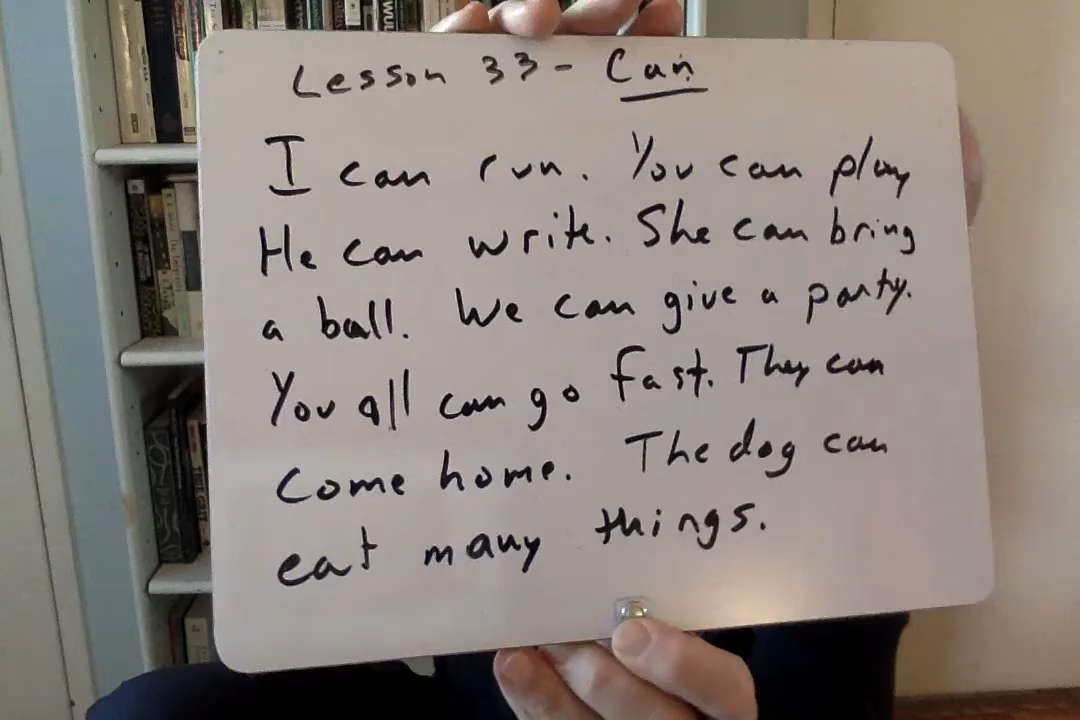 Lesson 33 - Can
I can run. You can play
He can write. She can bring
a ball. We can give a party.
You all can go fast. They can
Come home. The dog can
eat many things.